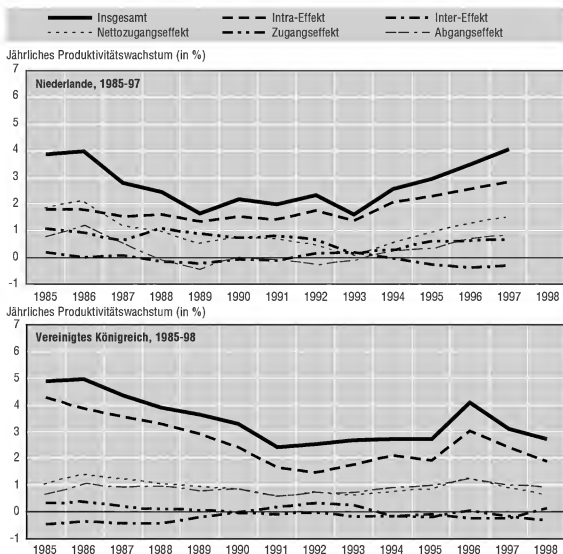 Insgesamt Intra-Effekt Inter-Effekt
Nettozugangseffekt Zugangseffekt Abgangseffekt
Jährliches Produktivitätswachstum (in %)
7
Niederlande, 1985-97
6
5
4
3
2
1
0
-1
1985 1986 1987 1988 1989 1990 1991 1992 1993 1994 1995 1996 1997 1998
Jährliches Produktivitätswachstum (in %)
7
Vereinigtes Königreich, 1985-98
6
5
4
3
2
1
0
-1
1985 1986 1987 1988 1989 1990 1991 1992 1993 1994 1995 1996 1997 1998